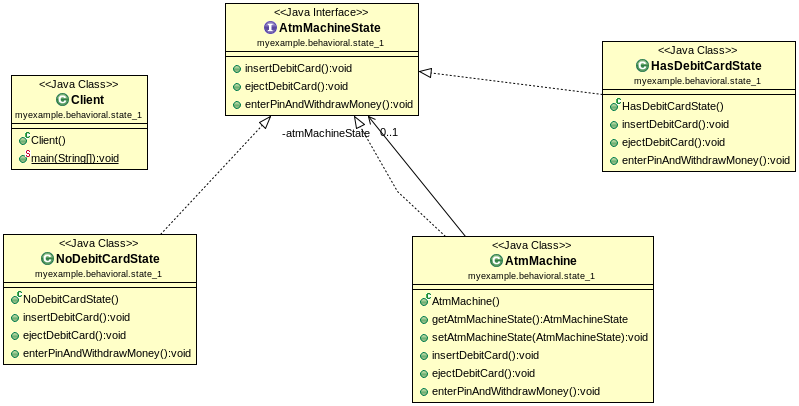 <<Java Interface>>
AtmMachineState
myexample.behavioral.state_1
insertDebitCard():void
ejectDebitCard():void
enterPinAndWithdrawMoney():void
<<Java Class>>
HasDebitCardState
myexample.behavioral.state_1
HasDebitCardState()
insertDebitCard():void
ejectDebitCard():void
enterPinAndWithdrawMoney():void
<<Java Class>>
Client
myexample.behavioral.state_1
Client()
main(String[]):void
-atmMachineState 0..1
<<Java Class>>
NoDebitCardState
myexample.behavioral.state_1
NoDebitCardState()
insertDebitCard():void
ejectDebitCard():void
enterPinAndWithdrawMoney():void
<<Java Class>>
AtmMachine
myexample.behavioral.state_1
AtmMachine()
getAtmMachineState():AtmMachineState
setAtmMachineState(AtmMachineState):void
insertDebitCard():void
ejectDebitCard():void
enterPinAndWithdrawMoney():void